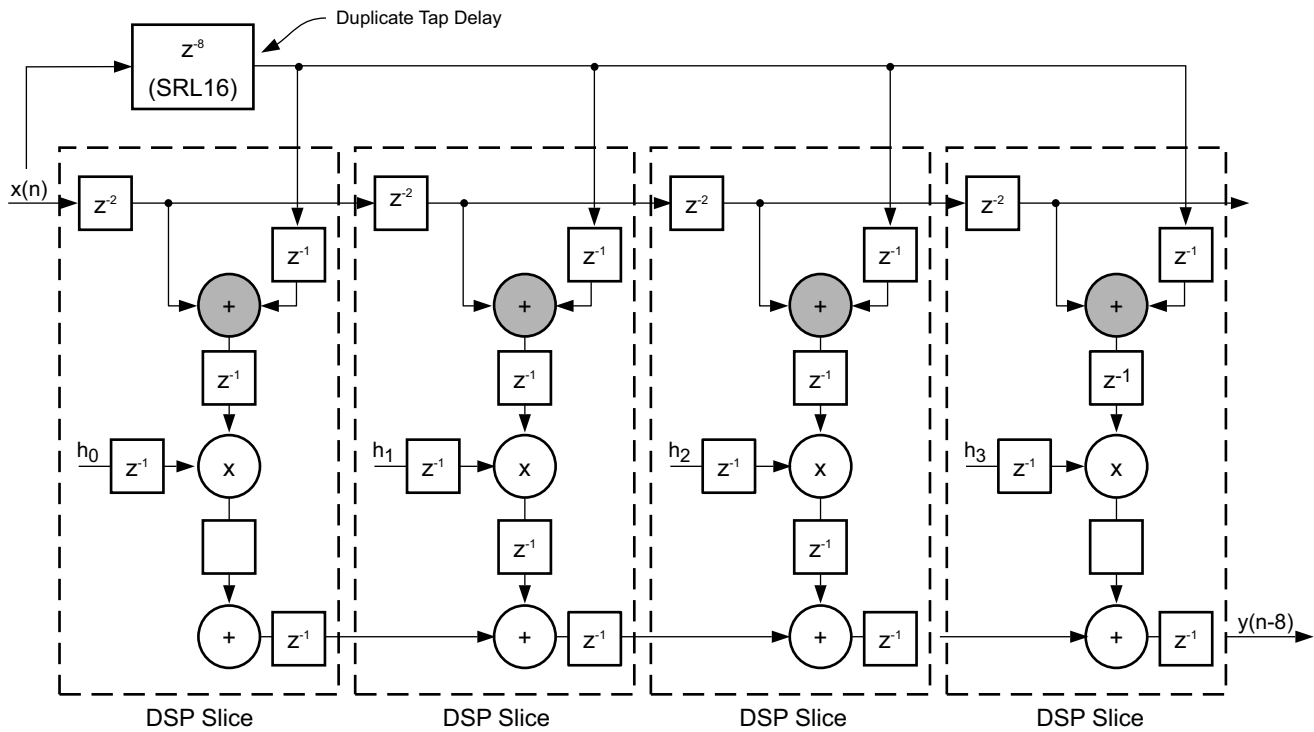 Duplicate Tap Delay
z-8
(SRL16)
x(n)
z-2
z-2
z-2
z-2
z-1
z-1
z-1
z-1
+
+
+
+
z-1
z-1
z-1
z-1
h0
z-1
x
h1
z-1
x
h2
z-1
x
h3
z-1
x
z-1
z-1
+
z-1
+
z-1
+
z-1
+
z-1
y(n-8)
DSP Slice
DSP Slice
DSP Slice
DSP Slice